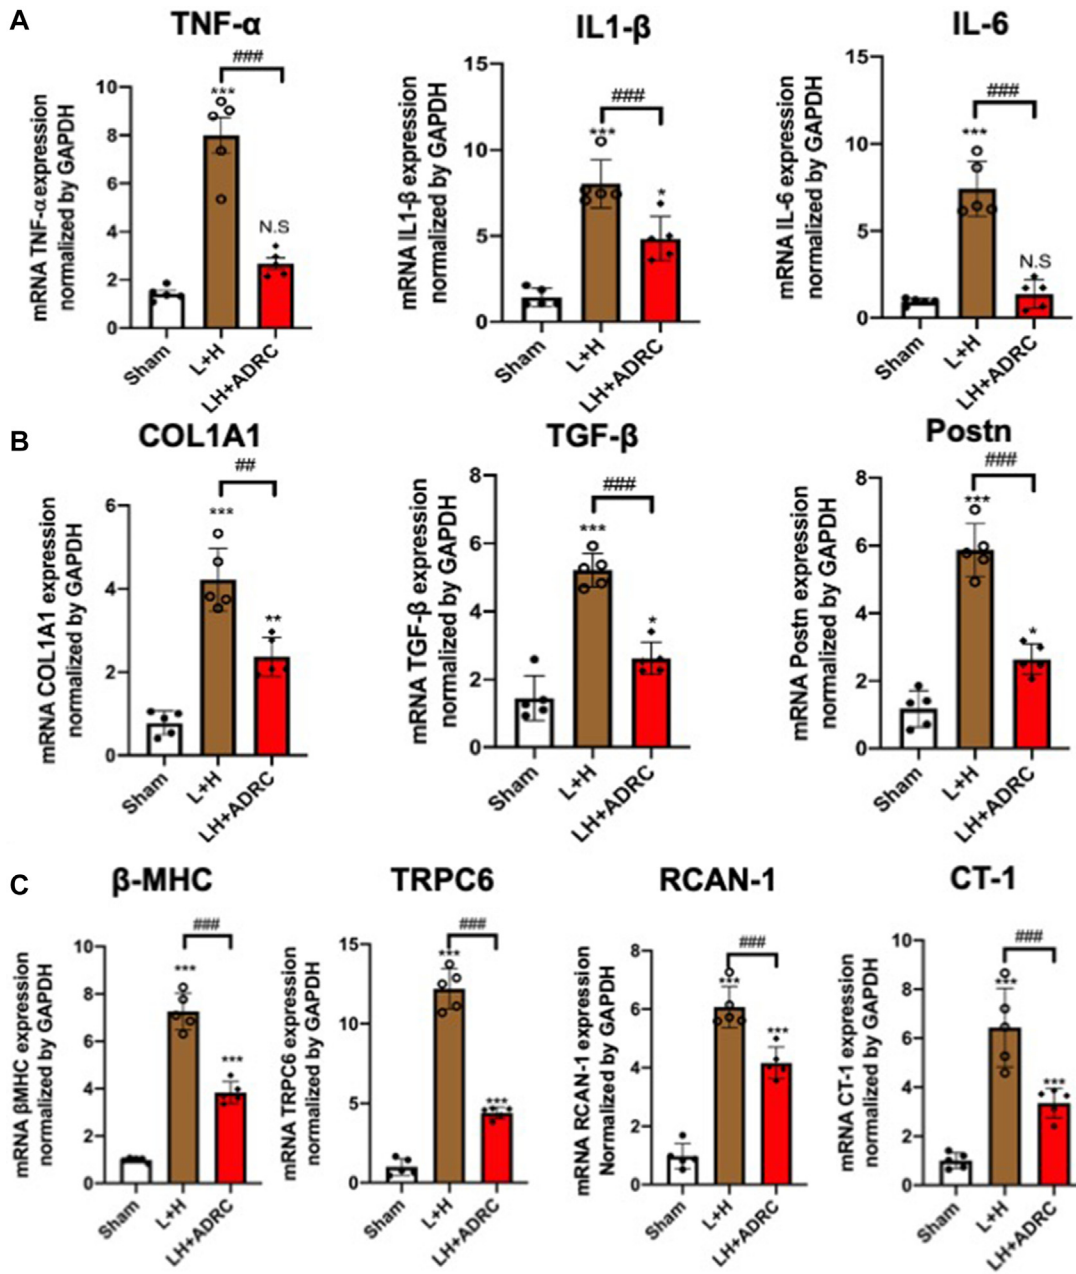 A
TNF-α
IL1-β
IL-6
mRNA TNF-α expression
normalized by GAPDH
10
8
6
4
2
0
###
***
N.S
Sham
L+H
LH+ADRC
mRNA IL1-β expression
normalized by GAPDH
15
10
5
0
###
***
*
Sham
L+H
LH+ADRC
mRNA IL-6 expression
normalized by GAPDH
15
10
5
0
###
***
N.S
Sham
L+H
LH+ADRC
B
COL1A1
TGF-β
Postn
mRNA COL1A1 expression
normalized by GAPDH
6
4
2
0
##
***
**
Sham
L+H
LH+ADRC
mRNA TGF-β expression
normalized by GAPDH
8
6
4
2
0
###
***
*
Sham
L+H
LH+ADRC
mRNA Postn expression
normalized by GAPDH
8
6
4
2
0
###
***
*
Sham
L+H
LH+ADRC
C
β-MHC
TRPC6
RCAN-1
CT-1
mRNA βMHC expression
normalized by GAPDH
10
8
6
4
2
0
###
***
***
Sham
L+H
LH+ADRC
mRNA TRPC6 expression
normalized by GAPDH
15
10
5
0
###
***
***
Sham
L+H
LH+ADRC
mRNA RCAN-1 expression
Normalized by GAPDH
8
6
4
2
0
###
***
***
Sham
L+H
LH+ADRC
mRNA CT-1 expression
normalized by GAPDH
10
8
6
4
2
0
###
***
***
Sham
L+H
LH+ADRC